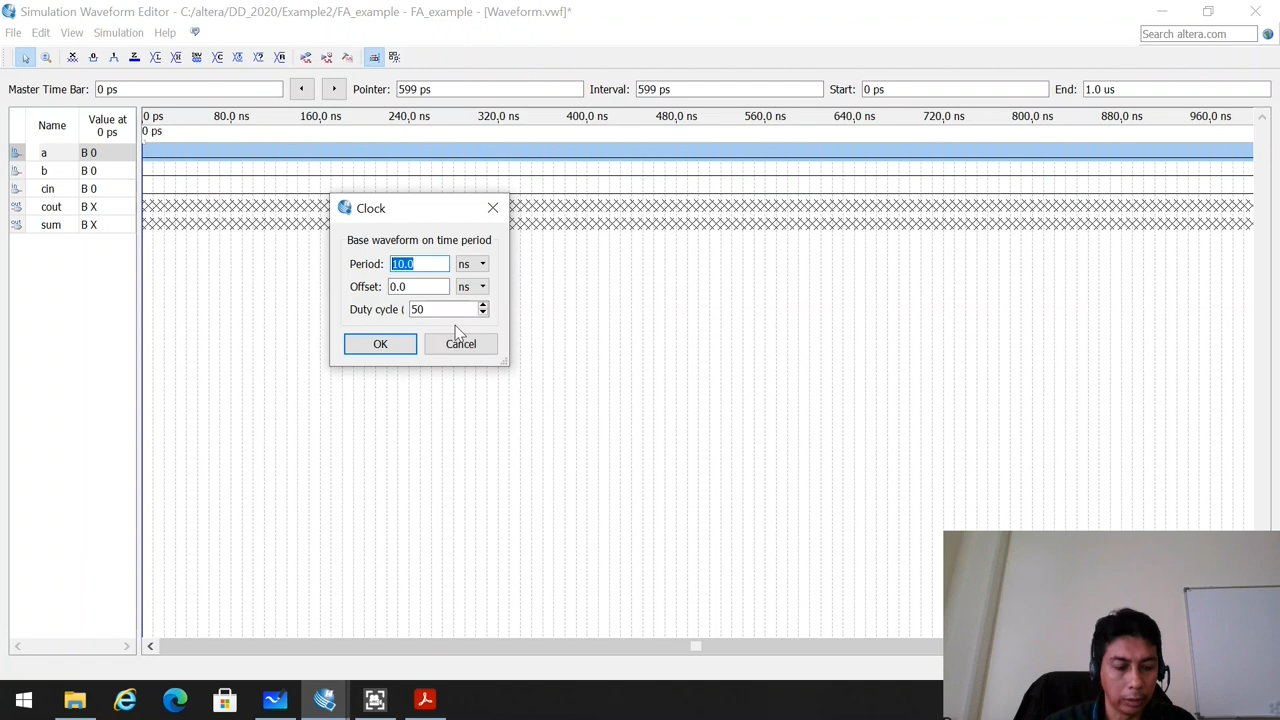 Simulation Waveform Editor - C:/altera/DD_2020/Example2/FA_example - FA_example - [Waveform.vwf]*
File Edit View Simulation Help
Search altera.com
Master Time Bar: 0 ps Pointer: 599 ps Interval: 599 ps Start: 0 ps End: 1.0 us
Name Value at 0 ps
0 ps 80,0 ns 160,0 ns 240,0 ns 320,0 ns 400,0 ns 480,0 ns 560,0 ns 640,0 ns 720,0 ns 800,0 ns 880,0 ns 960,0 ns
0 ps
a B 0
b B 0
cin B 0
cout B X
sum B X
Clock
Base waveform on time period
Period: 10.0 ns
Offset: 0.0 ns
Duty cycle ( 50
OK Cancel